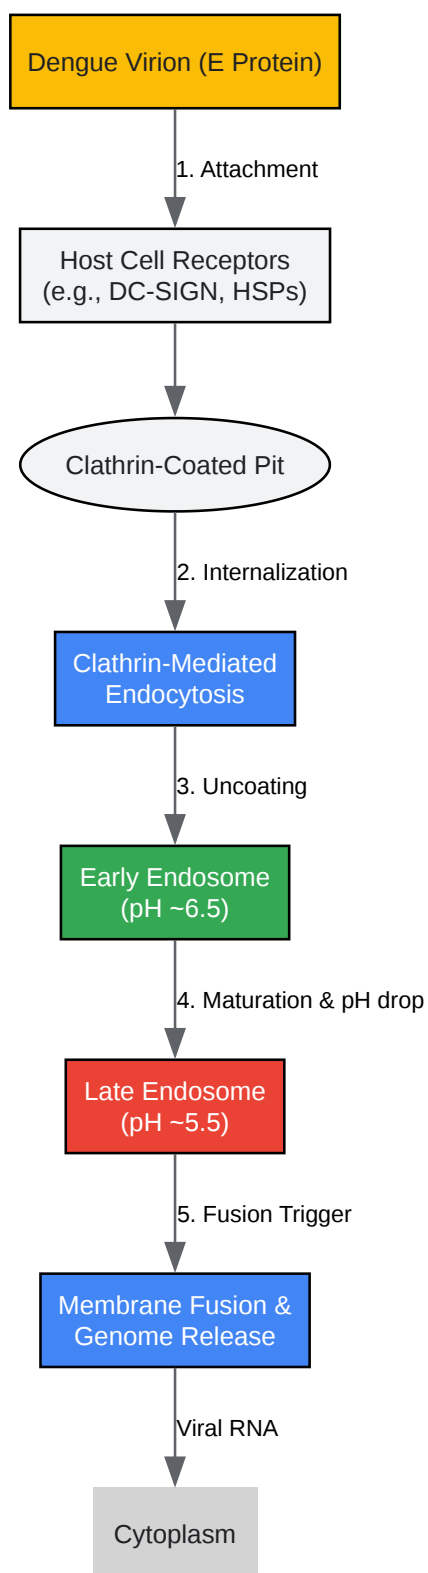 Dengue Virion (E Protein)
1. Attachment
Host Cell Receptors
(e.g., DC-SIGN, HSPs)
Clathrin-Coated Pit
2. Internalization
Clathrin-Mediated
Endocytosis
3. Uncoating
Early Endosome
(pH ~6.5)
4. Maturation & pH drop
Late Endosome
(pH ~5.5)
5. Fusion Trigger
Membrane Fusion &
Genome Release
Viral RNA
Cytoplasm